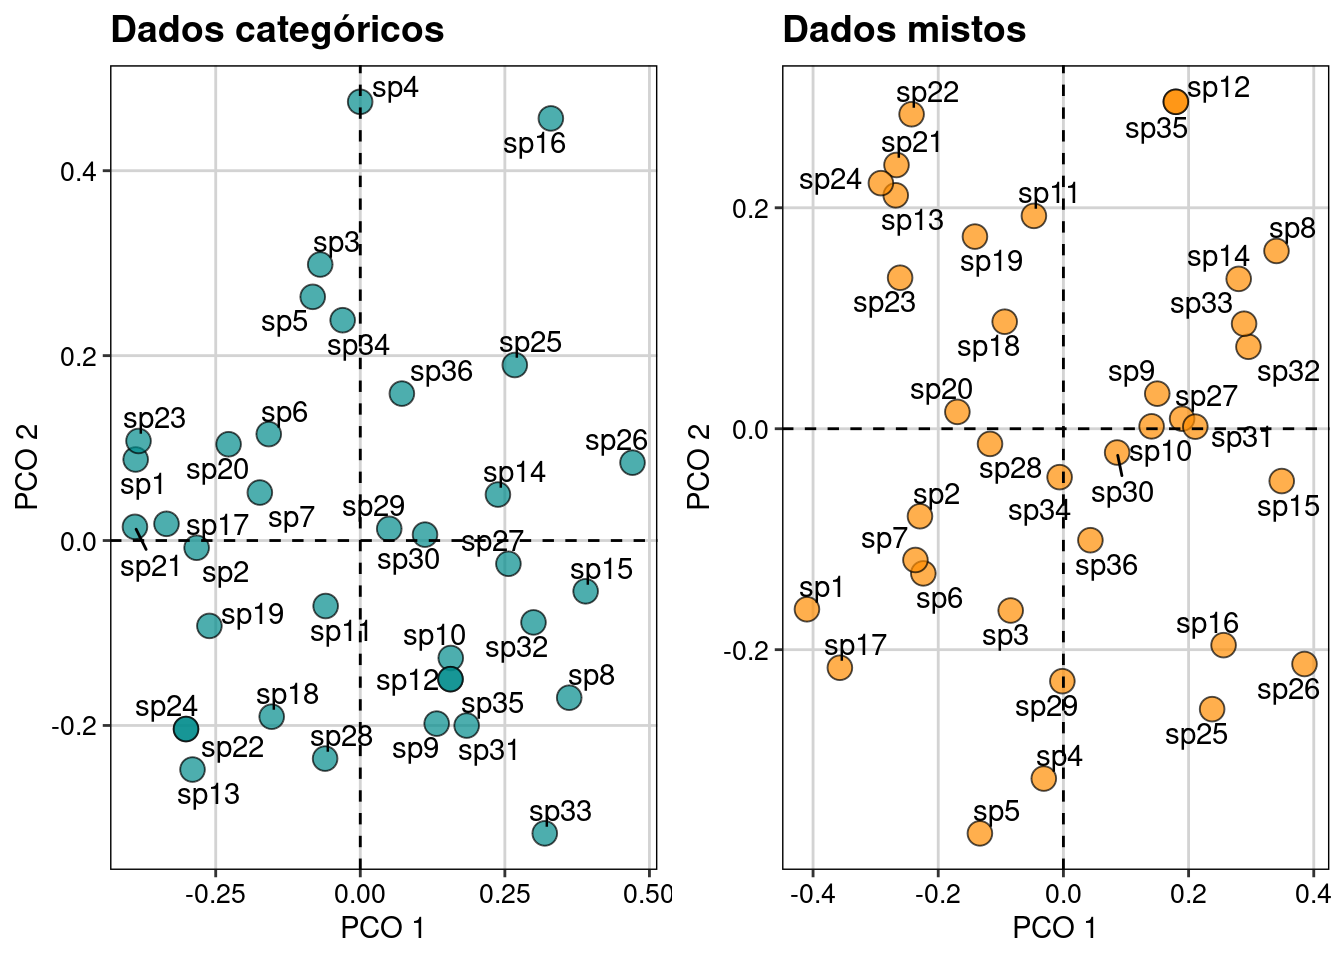 Dados categóricos
sp4
sp16
0.4
sp3
sp5
sp34
sp25
0.2
sp36
sp23
sp6
sp26
sp20
sp14
sp1
sp7
sp29
sp17
0.0
sp27
sp21
sp30
sp2
sp15
sp19
sp11
sp10
sp32
sp12
sp8
sp24
sp18
sp35
-0.2
sp28
sp22
sp9
sp31
sp13
sp33
-0.25
0.00
0.25
0.50
PCO 1
PCO 2
Dados mistos
sp22
sp12
sp35
sp21
sp24
sp11
0.2
sp13
sp8
sp19
sp14
sp23
sp33
sp18
sp9
sp32
sp20
sp27
0.0
sp31
sp10
sp28
sp30
sp2
sp15
sp34
sp7
sp36
sp1
sp6
sp16
sp3
sp17
-0.2
sp26
sp29
sp25
sp4
sp5
-0.4
-0.2
0.0
0.2
0.4
PCO 1
PCO 2